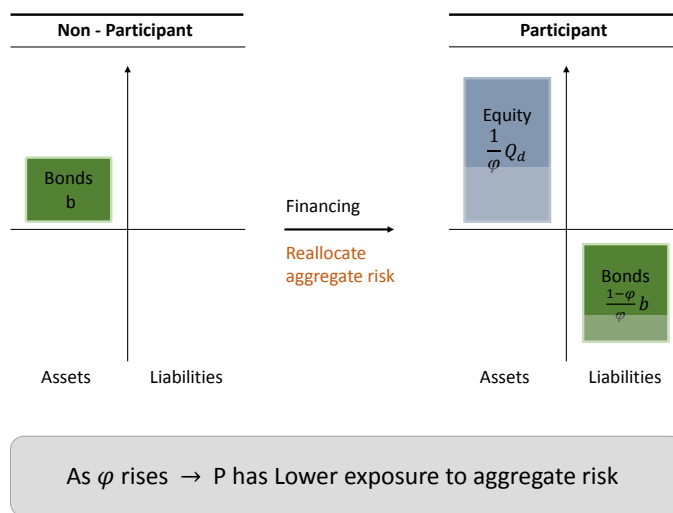 Non - Participant
Participant
Equity
1/φ Q_d
Bonds
b
Financing
Reallocate
aggregate risk
Bonds
1−φ/φ b
Assets
Liabilities
Assets
Liabilities
As φ rises → P has Lower exposure to aggregate risk